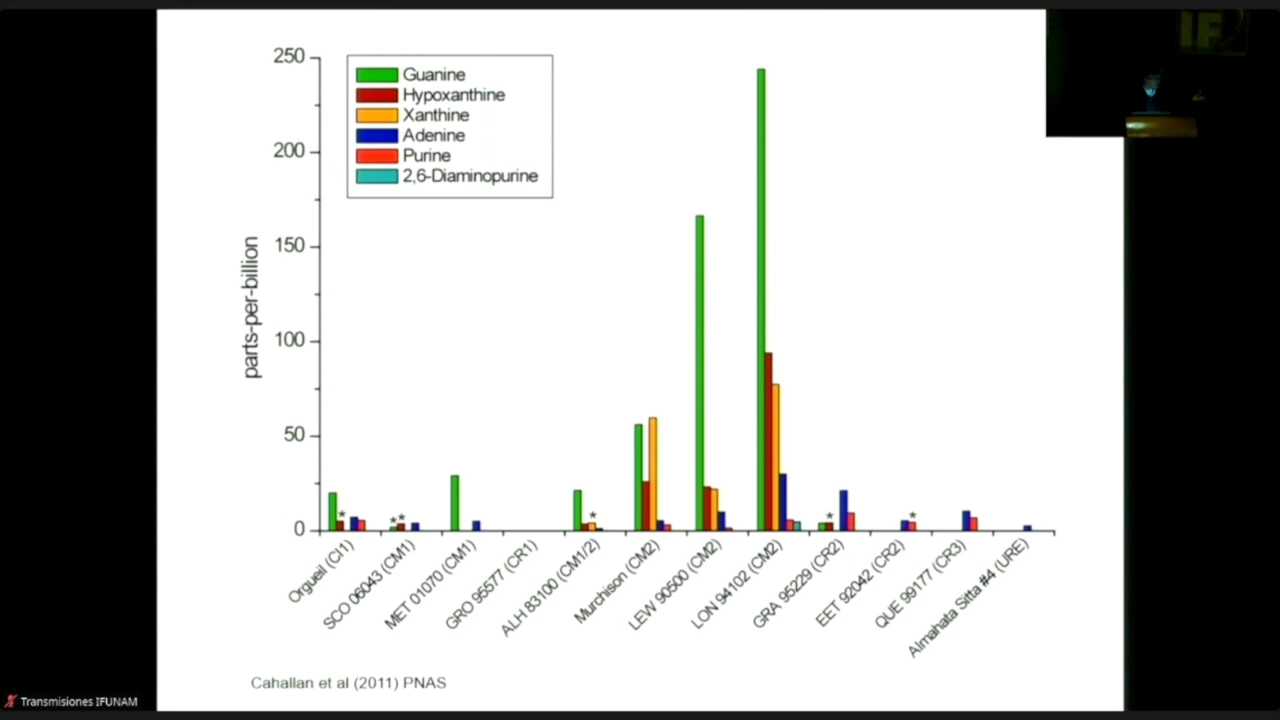 IF
250
200
150
100
50
0
parts-per-billion
Guanine
Hypoxanthine
Xanthine
Adenine
Purine
2,6-Diaminopurine
*
* *
*
*
*
Orgueil (CI1)
SCO 06043 (CM1)
MET 01070 (CM1)
GRO 95577 (CR1)
ALH 83100 (CM1/2)
Murchison (CM2)
LEW 90500 (CM2)
LON 94102 (CM2)
GRA 95229 (CR2)
EET 92042 (CR2)
QUE 99177 (CR3)
Almahata Sitta #4 (URE)
Cahallan et al (2011) PNAS
Transmisiones IFUNAM